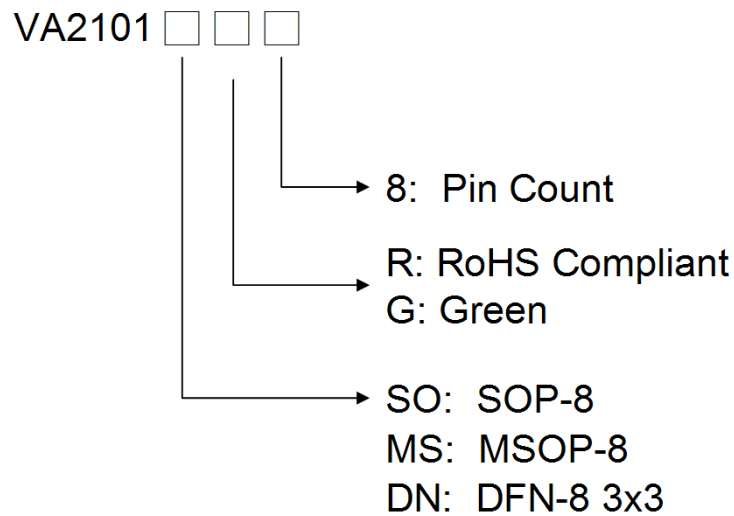 VA2101
8: Pin Count
R: RoHS Compliant
G: Green
SO: SOP-8
MS: MSOP-8
DN: DFN-8 3x3